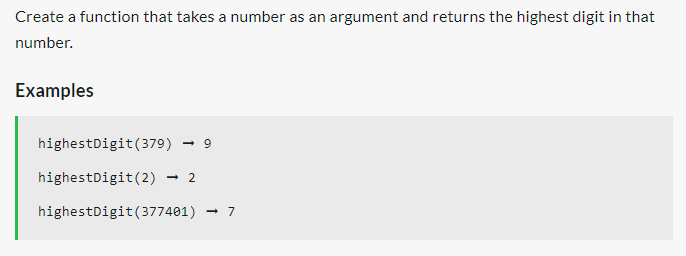 Create a function that takes a number as an argument and returns the highest digit in that
number.
Examples
highestDigit(379) ➞ 9
highestDigit(2) ➞ 2
highestDigit(377401) ➞ 7